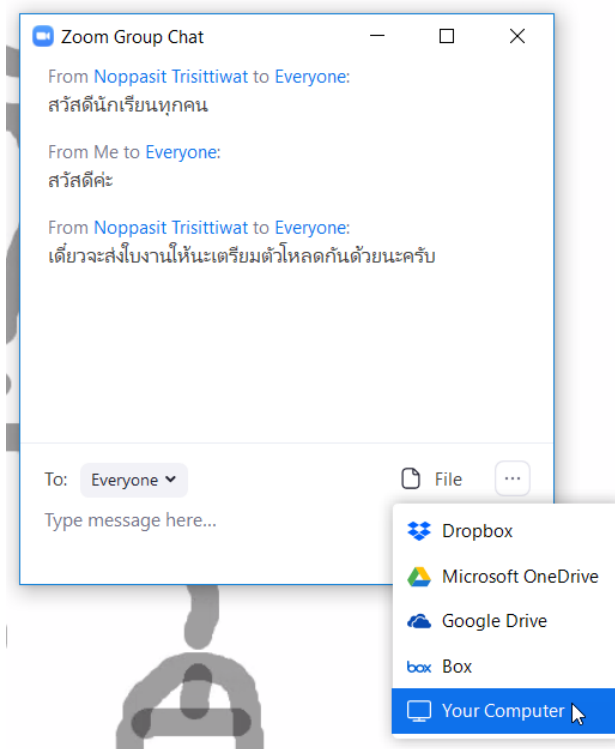 Zoom Group Chat
From Noppasit Trisittiwat to Everyone:
สวัสดีนักเรียนทุกคน
From Me to Everyone:
สวัสดีค่ะ
From Noppasit Trisittiwat to Everyone:
เดี๋ยวจะส่งใบงานให้นะเตรียมตัวโหลดกันด้วยนะครับ
To: Everyone File ...
Type message here...
Dropbox
Microsoft OneDrive
Google Drive
box Box
Your Computer